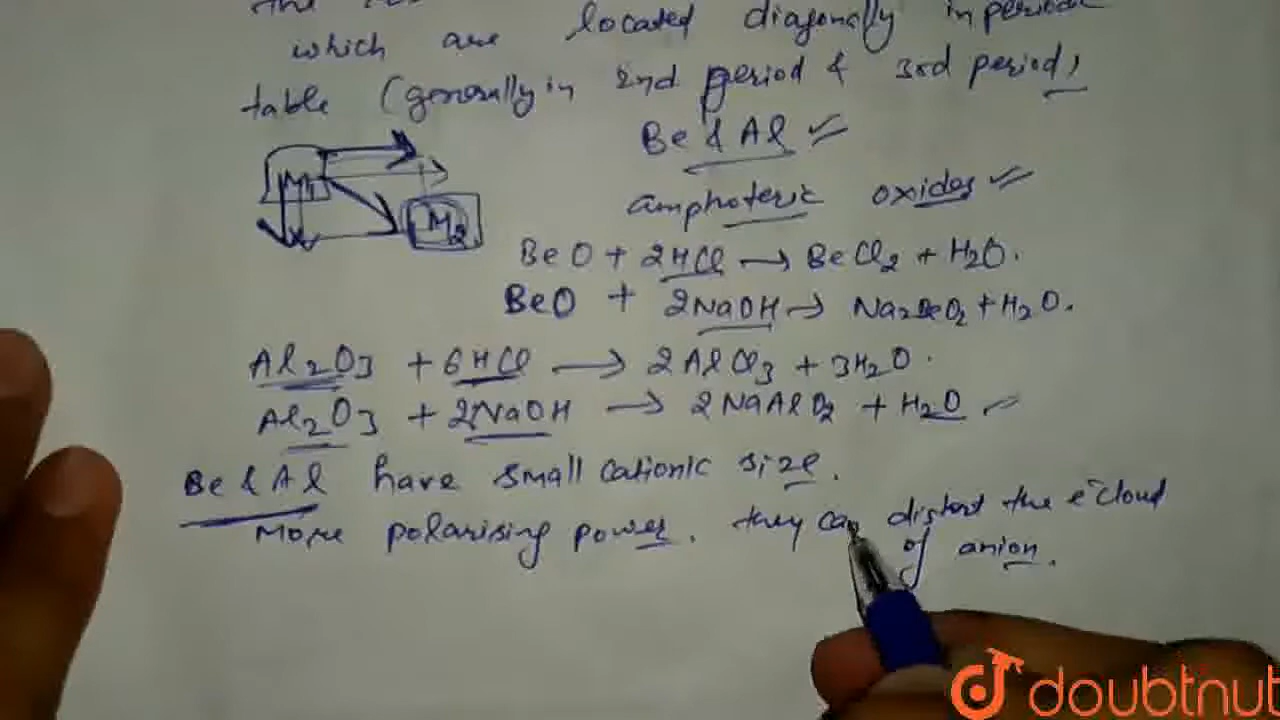 the
which are located diagonally in periodic
table (generally in 2nd period & 3rd period)
Be & Al
M1
M2
amphoteric oxides
BeO + 2HCl → BeCl2 + H2O.
BeO + 2NaOH → Na2BeO2 + H2O.
Al2O3 + 6HCl → 2AlCl3 + 3H2O.
Al2O3 + 2NaOH → 2NaAlO2 + H2O
Be & Al have small cationic size.
More polarising power. they ca distort the e⁻cloud
of anion.
doubtnut